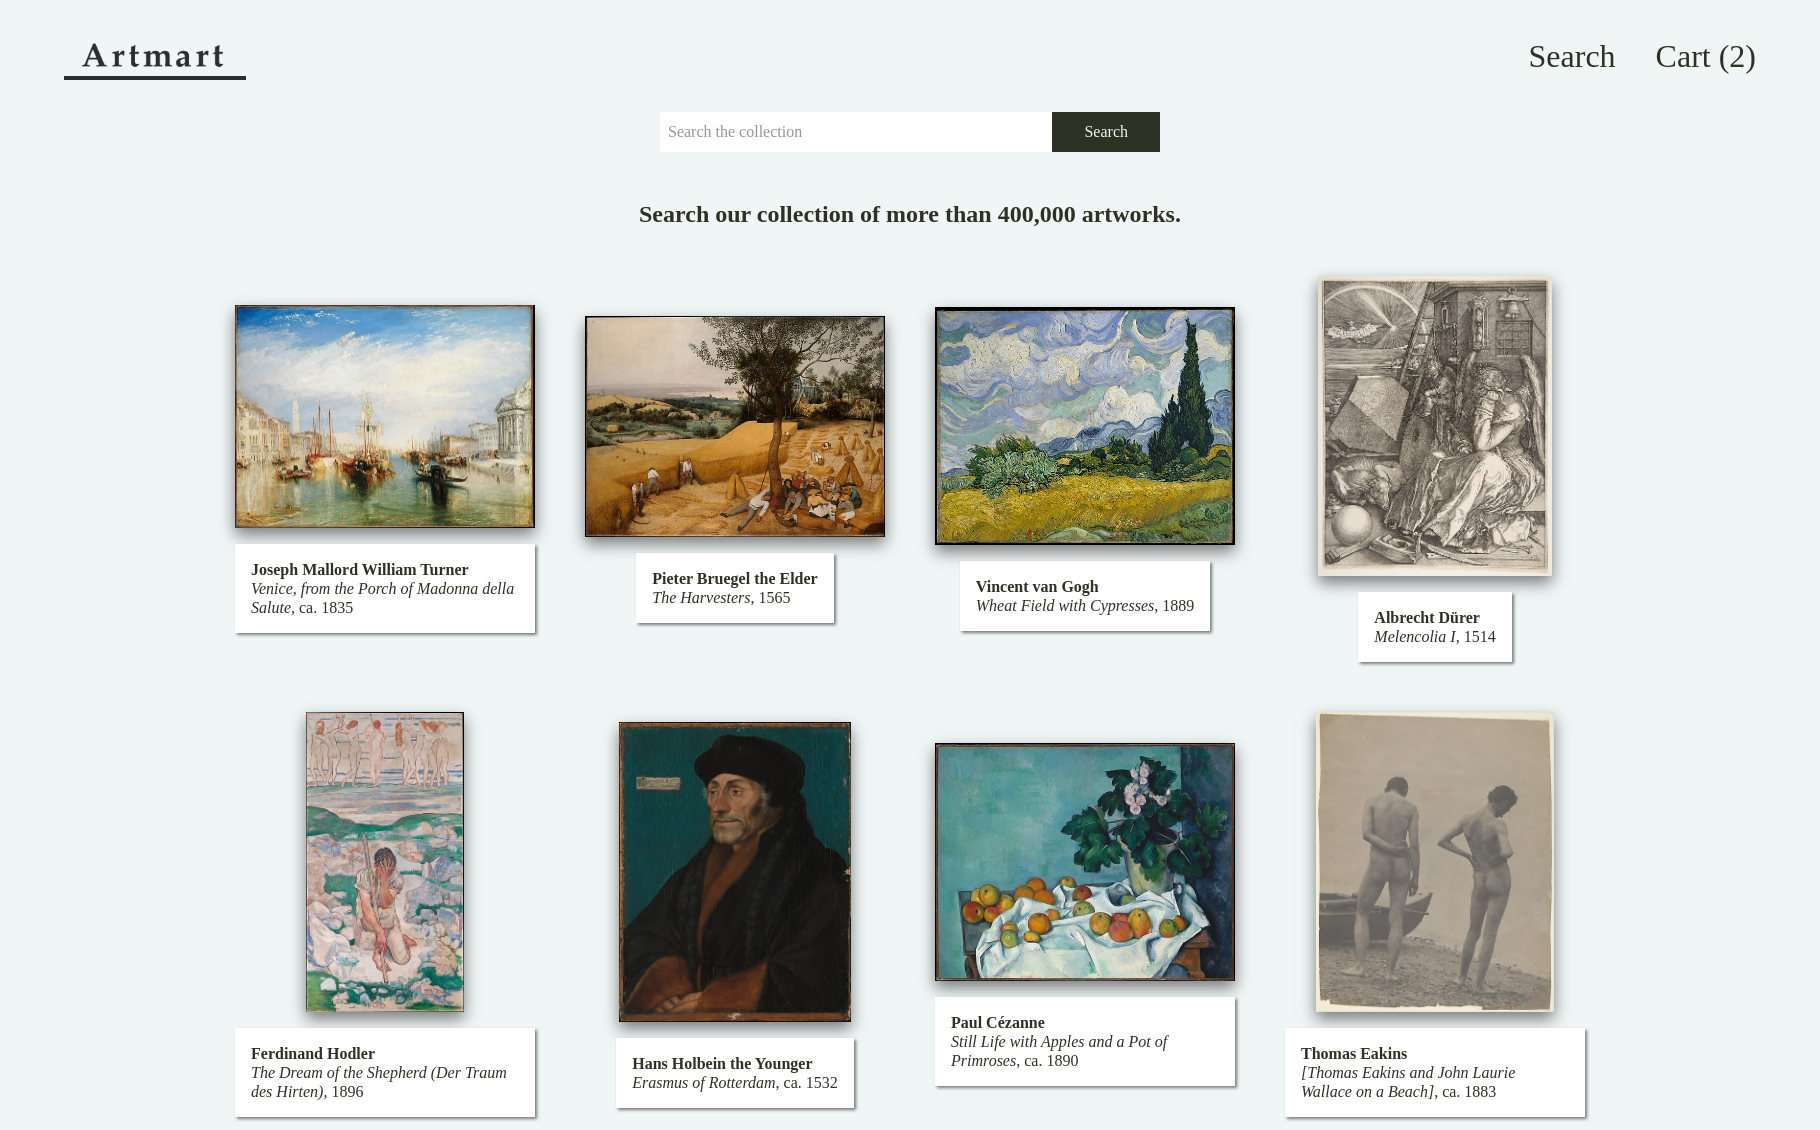 Artmart
Search
Cart (2)
Search the collection
Search
Search our collection of more than 400,000 artworks.
Joseph Mallord William Turner
Venice, from the Porch of Madonna della
Salute, ca. 1835
Pieter Bruegel the Elder
The Harvesters, 1565
Vincent van Gogh
Wheat Field with Cypresses, 1889
Albrecht Dürer
Melencolia I, 1514
Ferdinand Hodler
The Dream of the Shepherd (Der Traum
des Hirten), 1896
Hans Holbein the Younger
Erasmus of Rotterdam, ca. 1532
Paul Cézanne
Still Life with Apples and a Pot of
Primroses, ca. 1890
Thomas Eakins
[Thomas Eakins and John Laurie
Wallace on a Beach], ca. 1883